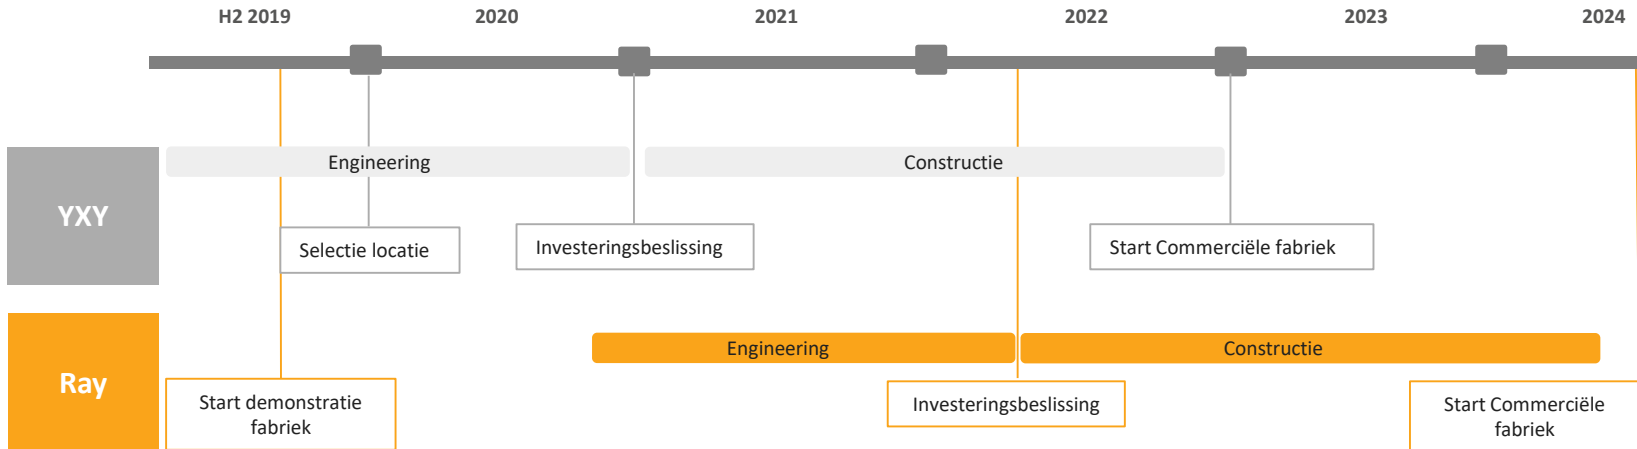 H2 2019 2020 2021 2022 2023 2024
Engineering Constructie
YXY
Selectie locatie Investeringsbeslissing Start Commerciële fabriek
Engineering Constructie
Ray
Start demonstratie
fabriek
Investeringsbeslissing
Start Commerciële
fabriek